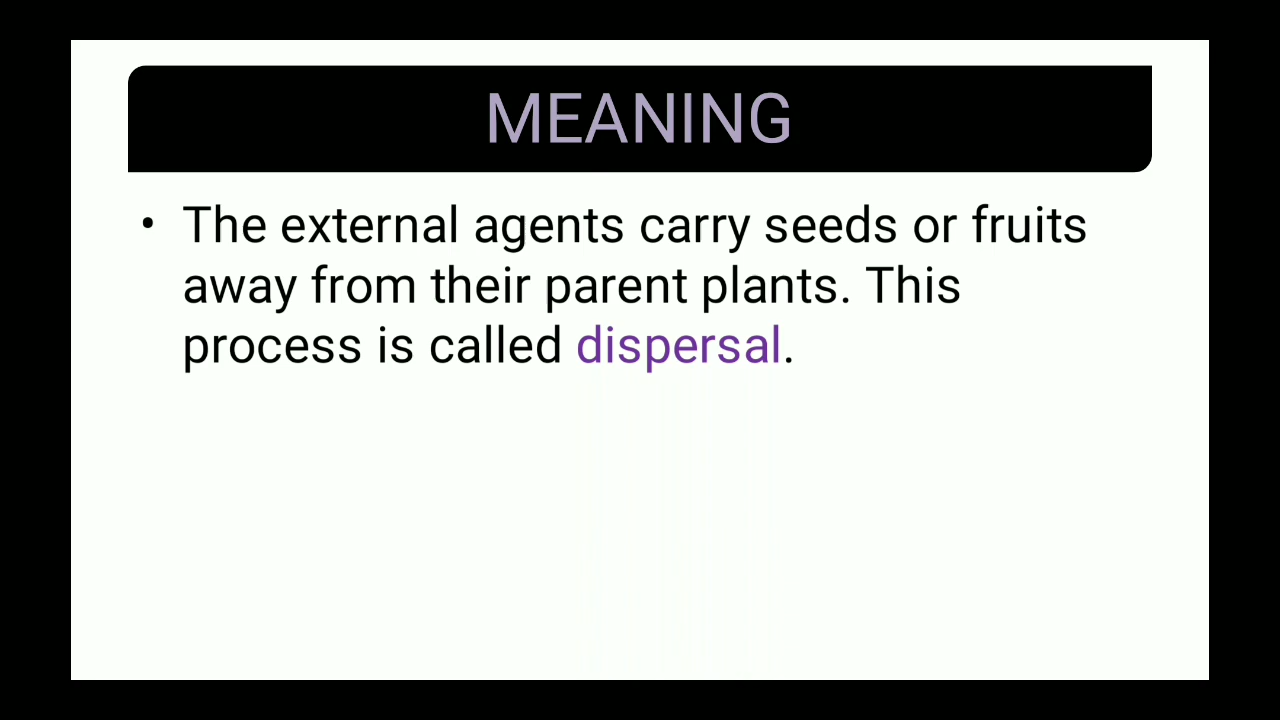 MEANING
• The external agents carry seeds or fruits
away from their parent plants. This
process is called dispersal.